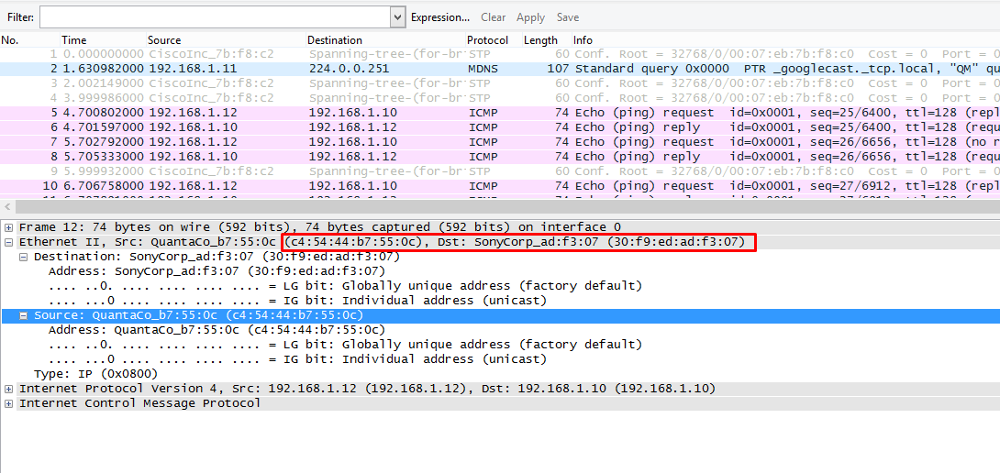 Filter: Expression... Clear Apply Save
No. Time Source Destination Protocol Length Info
1 0.000000000 CiscoInc_7b:f8:c2 Spanning-tree-(for-br STP 60 Conf. Root = 32768/0/00:07:eb:7b:f8:c0 Cost = 0 Port =
2 1.630982000 192.168.1.11 224.0.0.251 MDNS 107 Standard query 0x0000 PTR _googlecast._tcp.local, "QM" qu
3 2.002149000 CiscoInc_7b:f8:c2 Spanning-tree-(for-br STP 60 Conf. Root = 32768/0/00:07:eb:7b:f8:c0 Cost = 0 Port =
4 3.999986000 CiscoInc_7b:f8:c2 Spanning-tree-(for-br STP 60 Conf. Root = 32768/0/00:07:eb:7b:f8:c0 Cost = 0 Port =
5 4.700802000 192.168.1.12 192.168.1.10 ICMP 74 Echo (ping) request id=0x0001, seq=25/6400, ttl=128 (repl
6 4.701597000 192.168.1.10 192.168.1.12 ICMP 74 Echo (ping) reply id=0x0001, seq=25/6400, ttl=128 (requ
7 5.702792000 192.168.1.12 192.168.1.10 ICMP 74 Echo (ping) request id=0x0001, seq=26/6656, ttl=128 (no r
8 5.705333000 192.168.1.10 192.168.1.12 ICMP 74 Echo (ping) reply id=0x0001, seq=26/6656, ttl=128 (requ
9 5.999932000 CiscoInc_7b:f8:c2 Spanning-tree-(for-br STP 60 Conf. Root = 32768/0/00:07:eb:7b:f8:c0 Cost = 0 Port =
10 6.706758000 192.168.1.12 192.168.1.10 ICMP 74 Echo (ping) request id=0x0001, seq=27/6912, ttl=128 (repl
Frame 12: 74 bytes on wire (592 bits), 74 bytes captured (592 bits) on interface 0
Ethernet II, Src: QuantaCo_b7:55:0c (c4:54:44:b7:55:0c), Dst: SonyCorp_ad:f3:07 (30:f9:ed:ad:f3:07)
Destination: SonyCorp_ad:f3:07 (30:f9:ed:ad:f3:07)
Address: SonyCorp_ad:f3:07 (30:f9:ed:ad:f3:07)
.... ..0. .... .... .... .... = LG bit: Globally unique address (factory default)
.... ...0 .... .... .... .... = IG bit: Individual address (unicast)
Source: QuantaCo_b7:55:0c (c4:54:44:b7:55:0c)
Address: QuantaCo_b7:55:0c (c4:54:44:b7:55:0c)
.... ..0. .... .... .... .... = LG bit: Globally unique address (factory default)
.... ...0 .... .... .... .... = IG bit: Individual address (unicast)
Type: IP (0x0800)
Internet Protocol Version 4, Src: 192.168.1.12 (192.168.1.12), Dst: 192.168.1.10 (192.168.1.10)
Internet Control Message Protocol